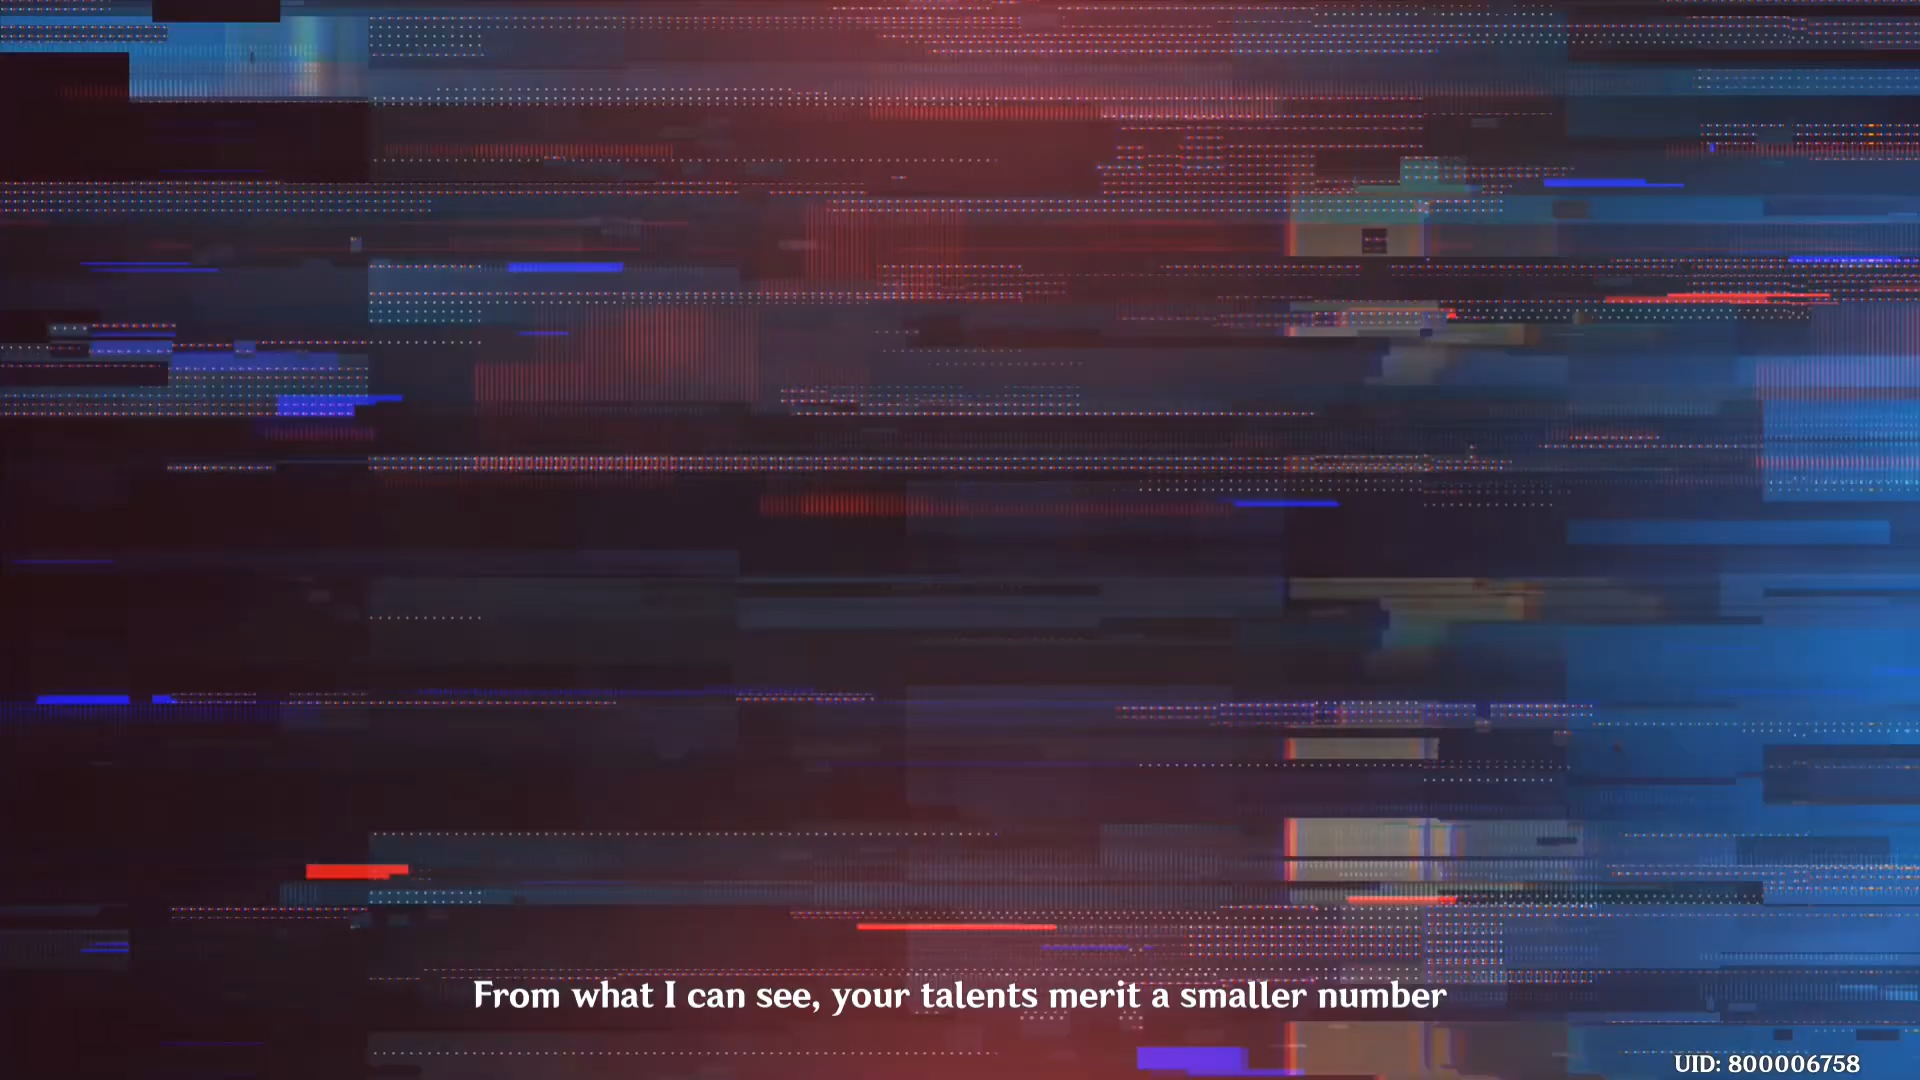 From what I can see, your talents merit a smaller number
UID: 800006758